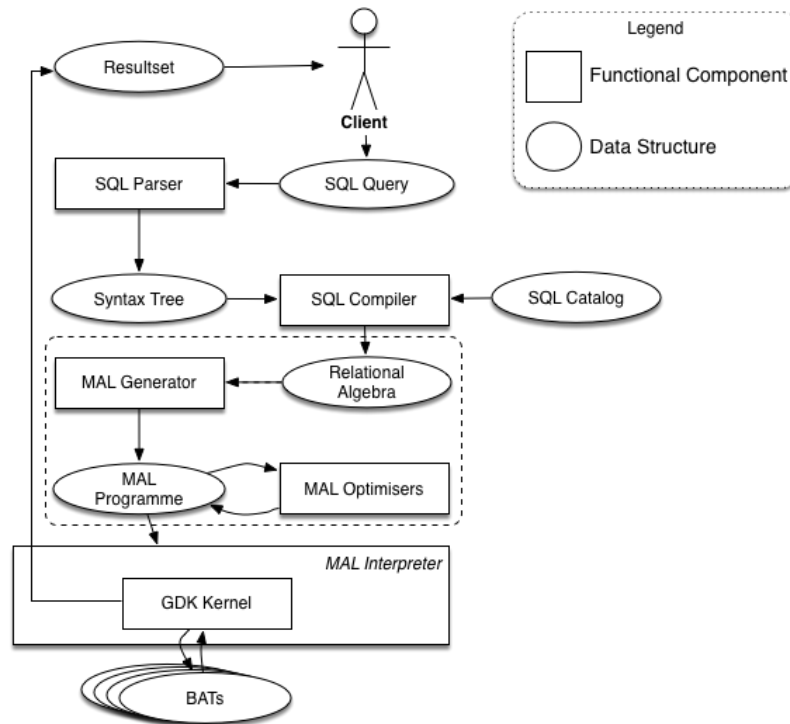 Legend
Functional Component
Data Structure
Resultset
Client
SQL Parser
SQL Query
Syntax Tree
SQL Compiler
SQL Catalog
MAL Generator
Relational
Algebra
MAL
Programme
MAL Optimisers
MAL Interpreter
GDK Kernel
BATs